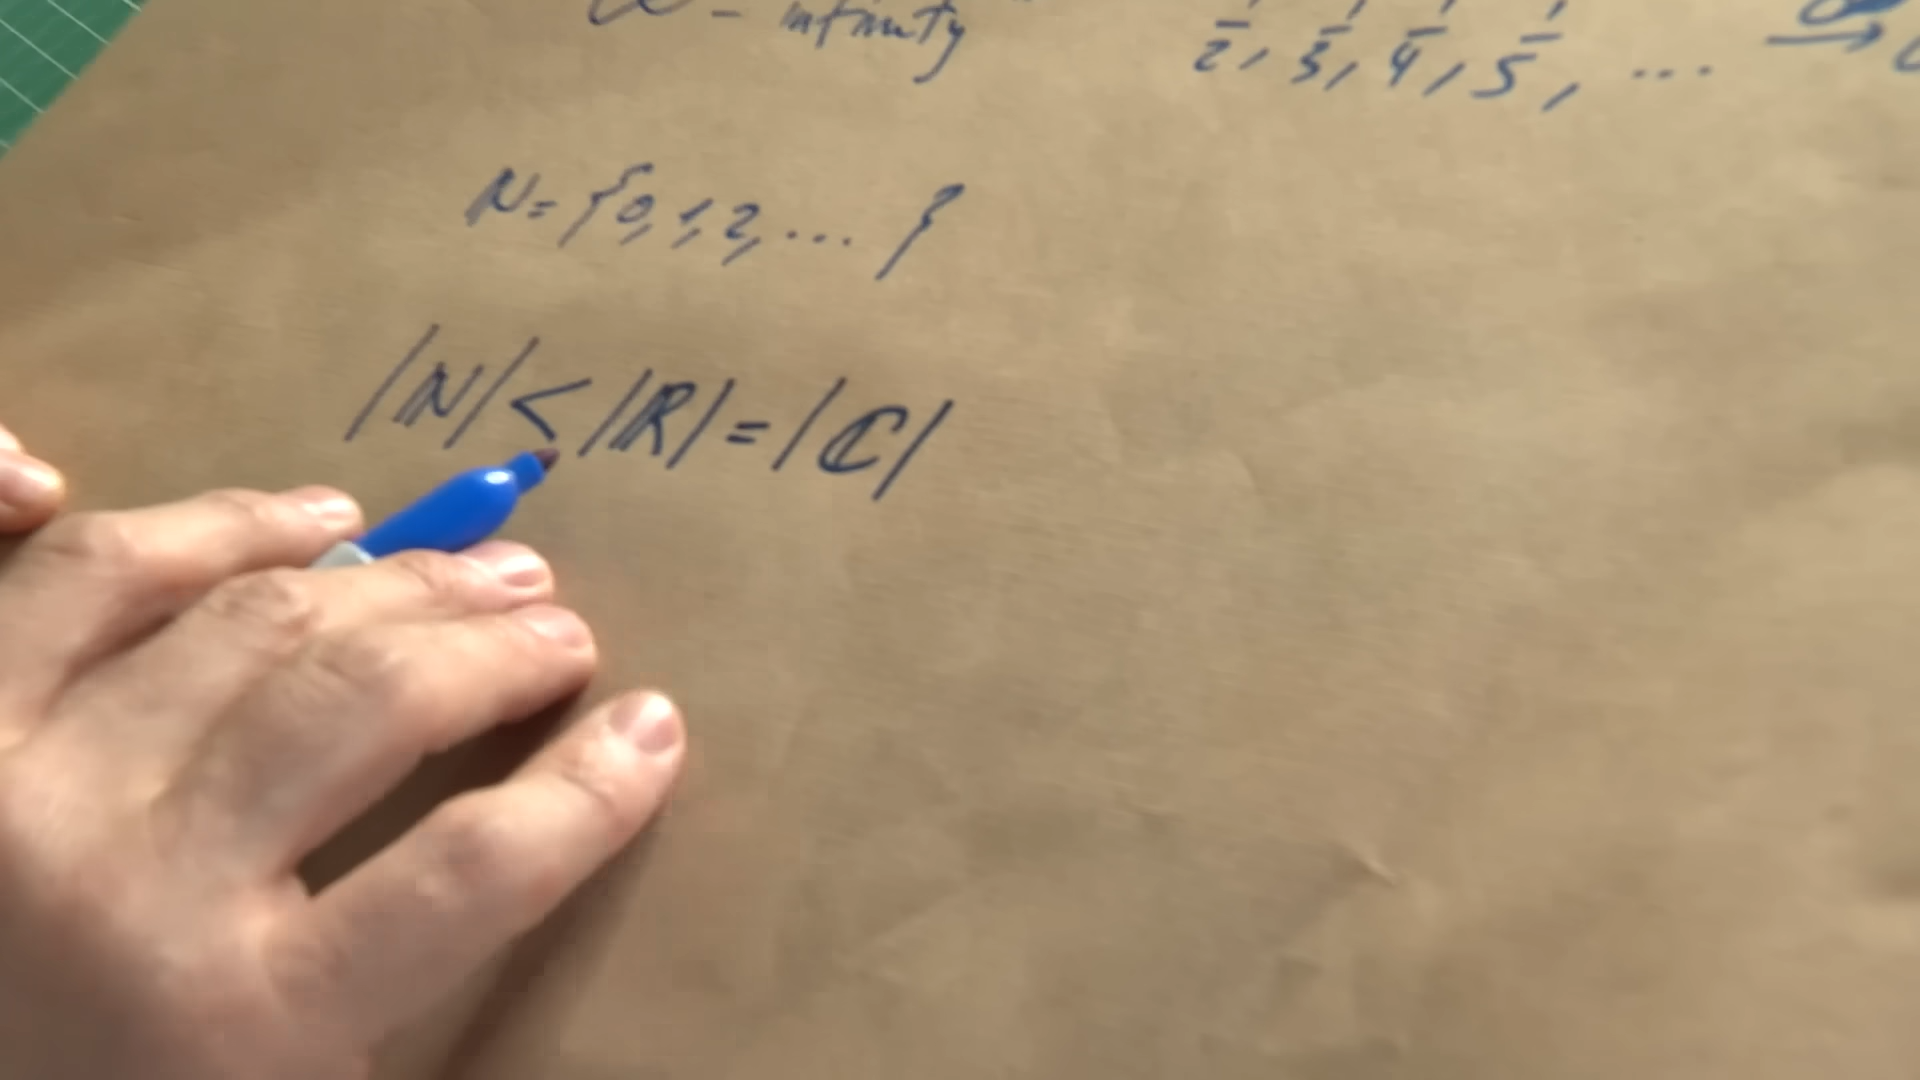 ∞ - infinity
1/2, 1/3, 1/4, 1/5, ... →
N = {0, 1, 2, ... }
|N| < |R| = |C|